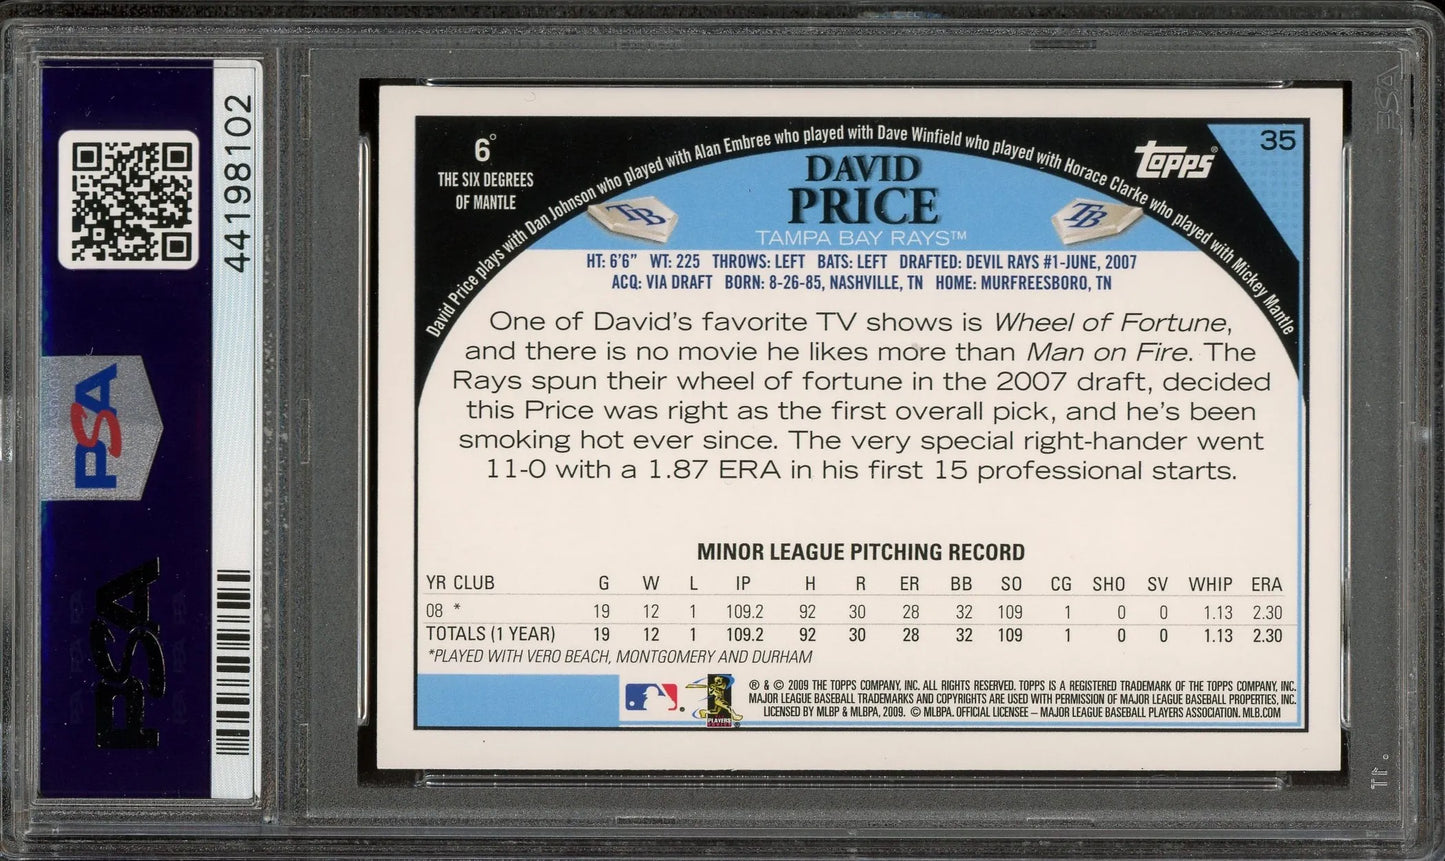 44198102
PSA
PSA
6°
THE SIX DEGREES
OF MANTLE
David Price plays with Dan Johnson who played with Alan Embree who played with Dave Winfield who played with Horace Clarke who played with Mickey Mantle
topps®
35
DAVID
PRICE
TB
TB
TAMPA BAY RAYS™
HT: 6'6" WT: 225 THROWS: LEFT BATS: LEFT DRAFTED: DEVIL RAYS #1-JUNE, 2007
ACQ: VIA DRAFT BORN: 8-26-85, NASHVILLE, TN HOME: MURFREESBORO, TN
One of David's favorite TV shows is Wheel of Fortune,
and there is no movie he likes more than Man on Fire. The
Rays spun their wheel of fortune in the 2007 draft, decided
this Price was right as the first overall pick, and he's been
smoking hot ever since. The very special right-hander went
11-0 with a 1.87 ERA in his first 15 professional starts.
MINOR LEAGUE PITCHING RECORD
YR CLUB G W L IP H R ER BB SO CG SHO SV WHIP ERA
08 * 19 12 1 109.2 92 30 28 32 109 1 0 0 1.13 2.30
TOTALS (1 YEAR) 19 12 1 109.2 92 30 28 32 109 1 0 0 1.13 2.30
*PLAYED WITH VERO BEACH, MONTGOMERY AND DURHAM
® & © 2009 THE TOPPS COMPANY, INC. ALL RIGHTS RESERVED. TOPPS IS A REGISTERED TRADEMARK OF THE TOPPS COMPANY, INC.
MAJOR LEAGUE BASEBALL TRADEMARKS AND COPYRIGHTS ARE USED WITH PERMISSION OF MAJOR LEAGUE BASEBALL PROPERTIES, INC.
LICENSED BY MLBP & MLBPA, 2009. © MLBPA. OFFICIAL LICENSEE – MAJOR LEAGUE BASEBALL PLAYERS ASSOCIATION. MLB.COM
PLAYERS
PSA